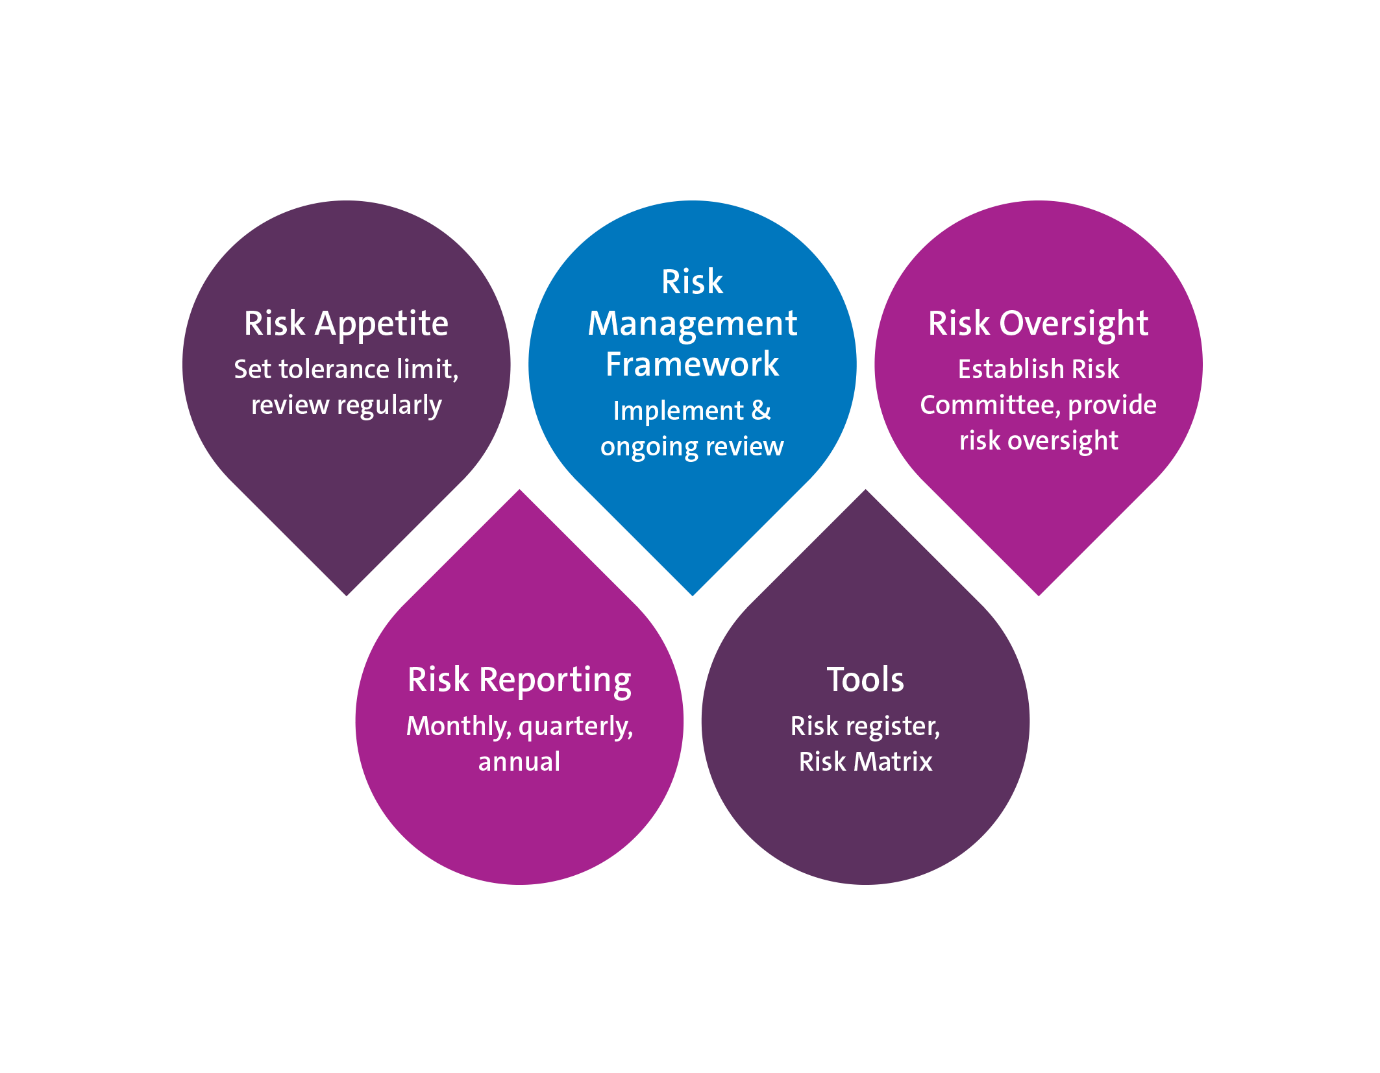 Risk Appetite
Set tolerance limit,
review regularly
Risk
Management
Framework
Implement &
ongoing review
Risk Oversight
Establish Risk
Committee, provide
risk oversight
Risk Reporting
Monthly, quarterly,
annual
Tools
Risk register,
Risk Matrix